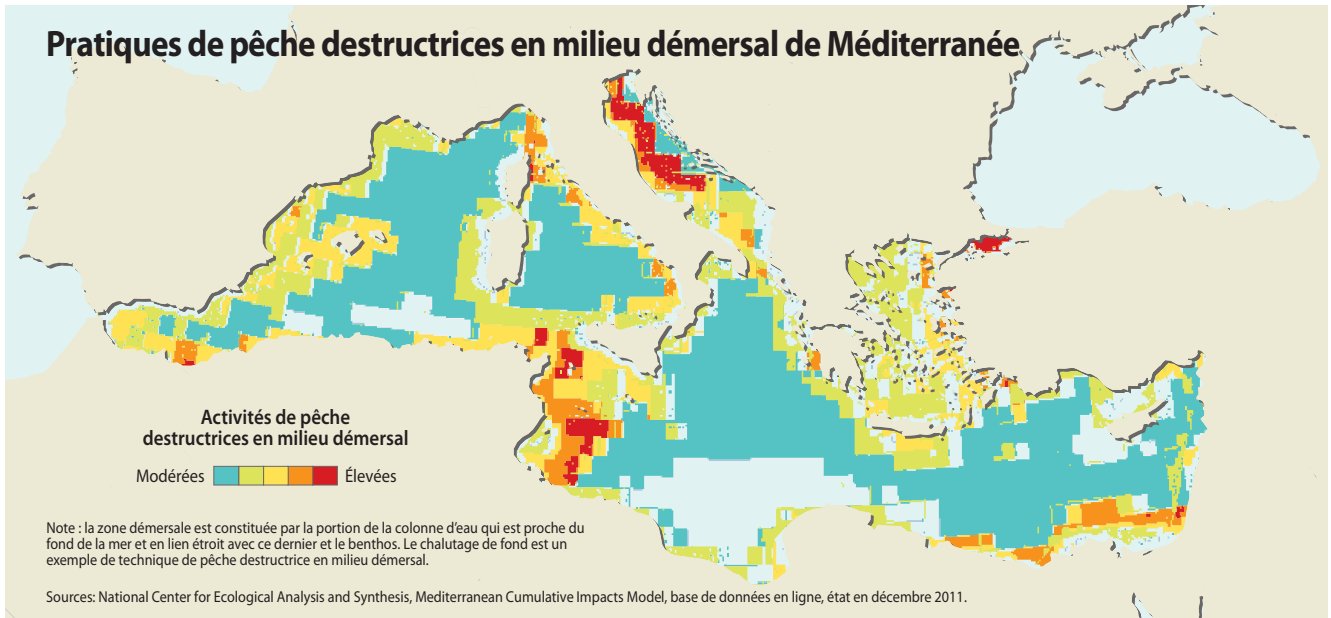 Pratiques de pêche destructrices en milieu démersal de Méditerranée
Activités de pêche
destructrices en milieu démersal
Modérées
Élevées
Note : la zone démersale est constituée par la portion de la colonne d'eau qui est proche du
fond de la mer et en lien étroit avec ce dernier et le benthos. Le chalutage de fond est un
exemple de technique de pêche destructrice en milieu démersal.
Sources: National Center for Ecological Analysis and Synthesis, Mediterranean Cumulative Impacts Model, base de données en ligne, état en décembre 2011.